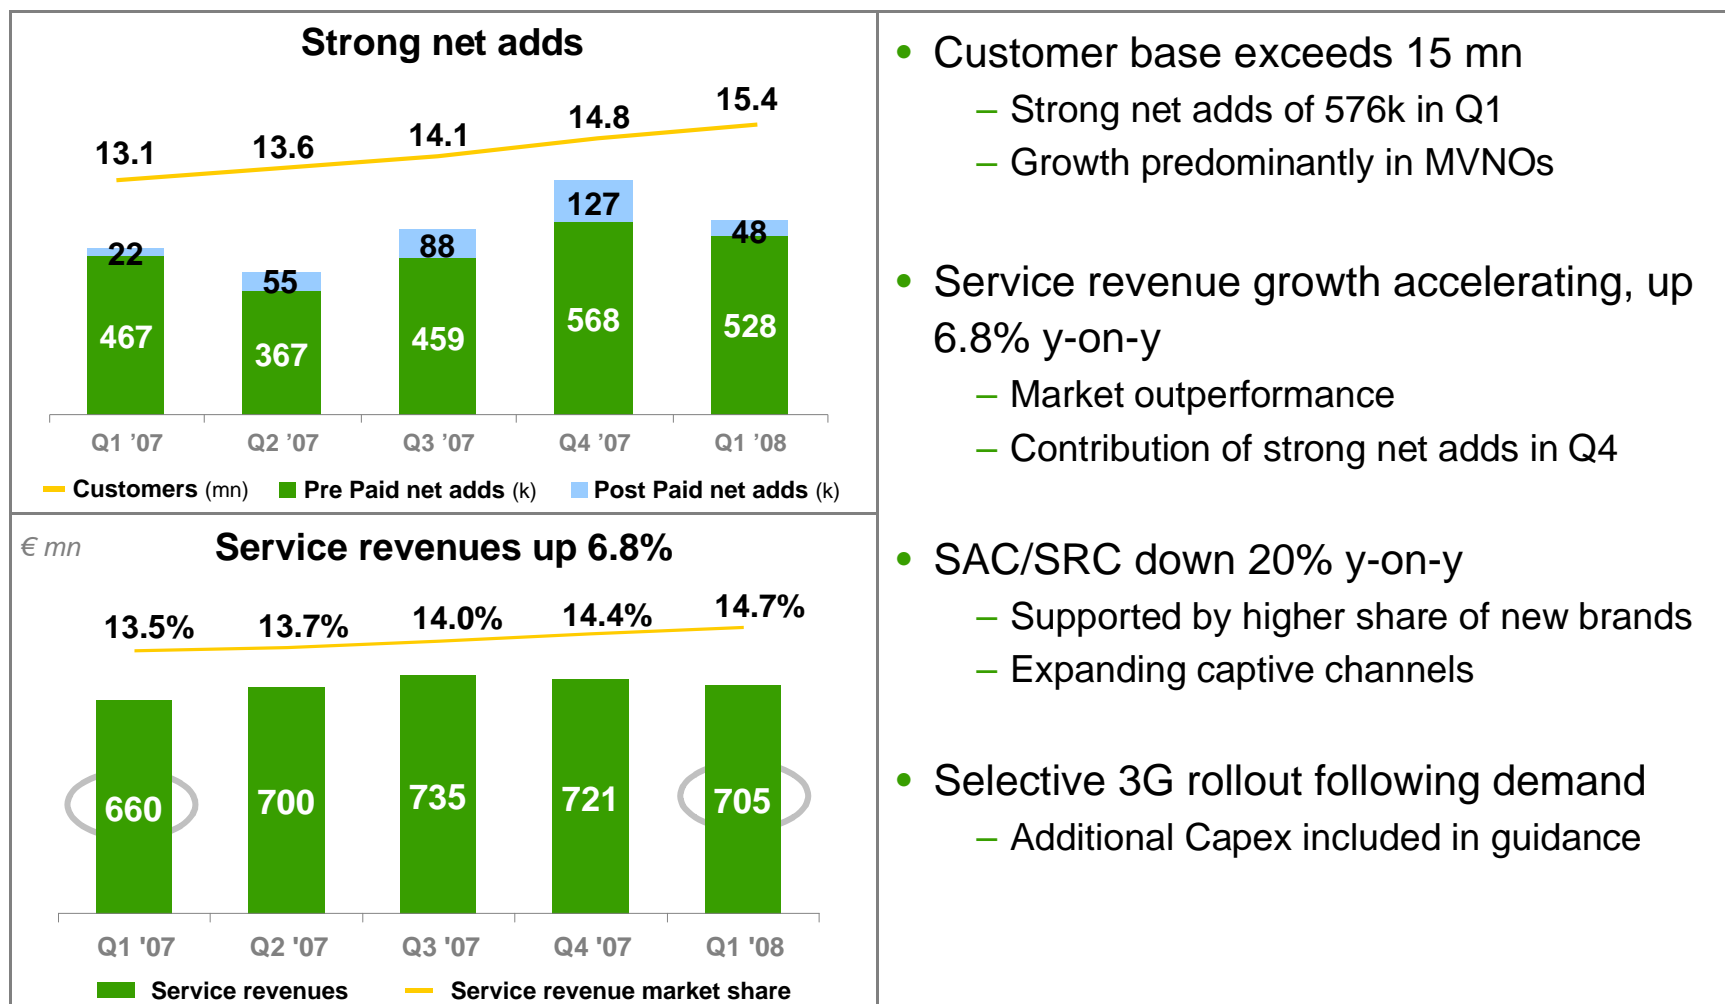 Strong net adds
13.1 13.6 14.1 14.8 15.4
22 55 88 127 48
467 367 459 568 528
Q1 ’07 Q2 ’07 Q3 ’07 Q4 ’07 Q1 ’08
Customers (mn) Pre Paid net adds (k) Post Paid net adds (k)
€ mn
Service revenues up 6.8%
13.5% 13.7% 14.0% 14.4% 14.7%
660 700 735 721 705
Q1 '07 Q2 '07 Q3 '07 Q4 '07 Q1 '08
Service revenues Service revenue market share
• Customer base exceeds 15 mn
– Strong net adds of 576k in Q1
– Growth predominantly in MVNOs
• Service revenue growth accelerating, up
6.8% y-on-y
– Market outperformance
– Contribution of strong net adds in Q4
• SAC/SRC down 20% y-on-y
– Supported by higher share of new brands
– Expanding captive channels
• Selective 3G rollout following demand
– Additional Capex included in guidance